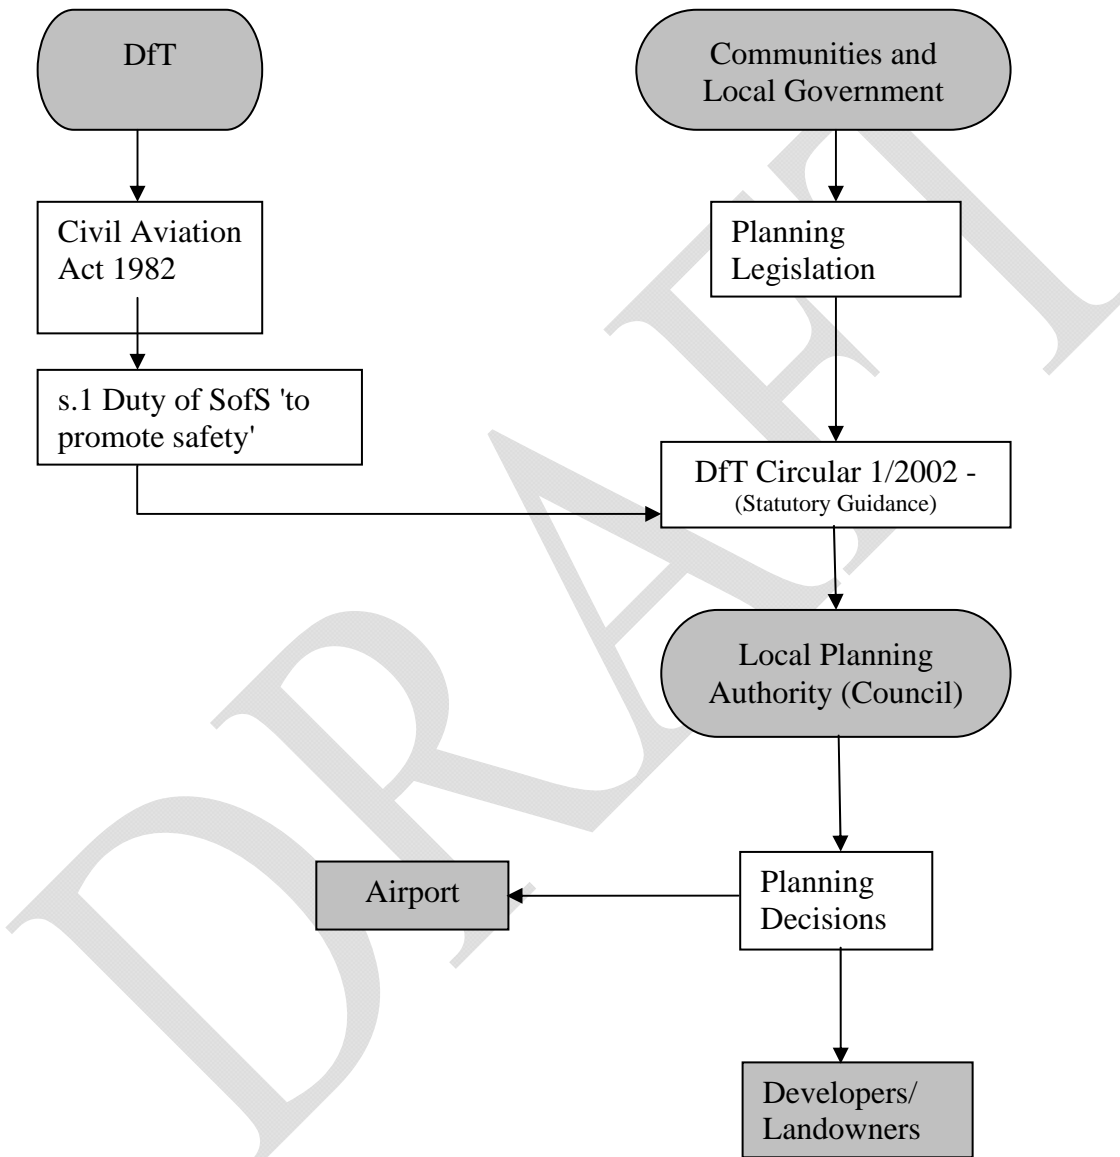 DfT
Communities and
Local Government
Civil Aviation
Act 1982
Planning
Legislation
s.1 Duty of SofS 'to
promote safety'
DfT Circular 1/2002 -
(Statutory Guidance)
Local Planning
Authority (Council)
Airport
Planning
Decisions
Developers/
Landowners
DRAFT